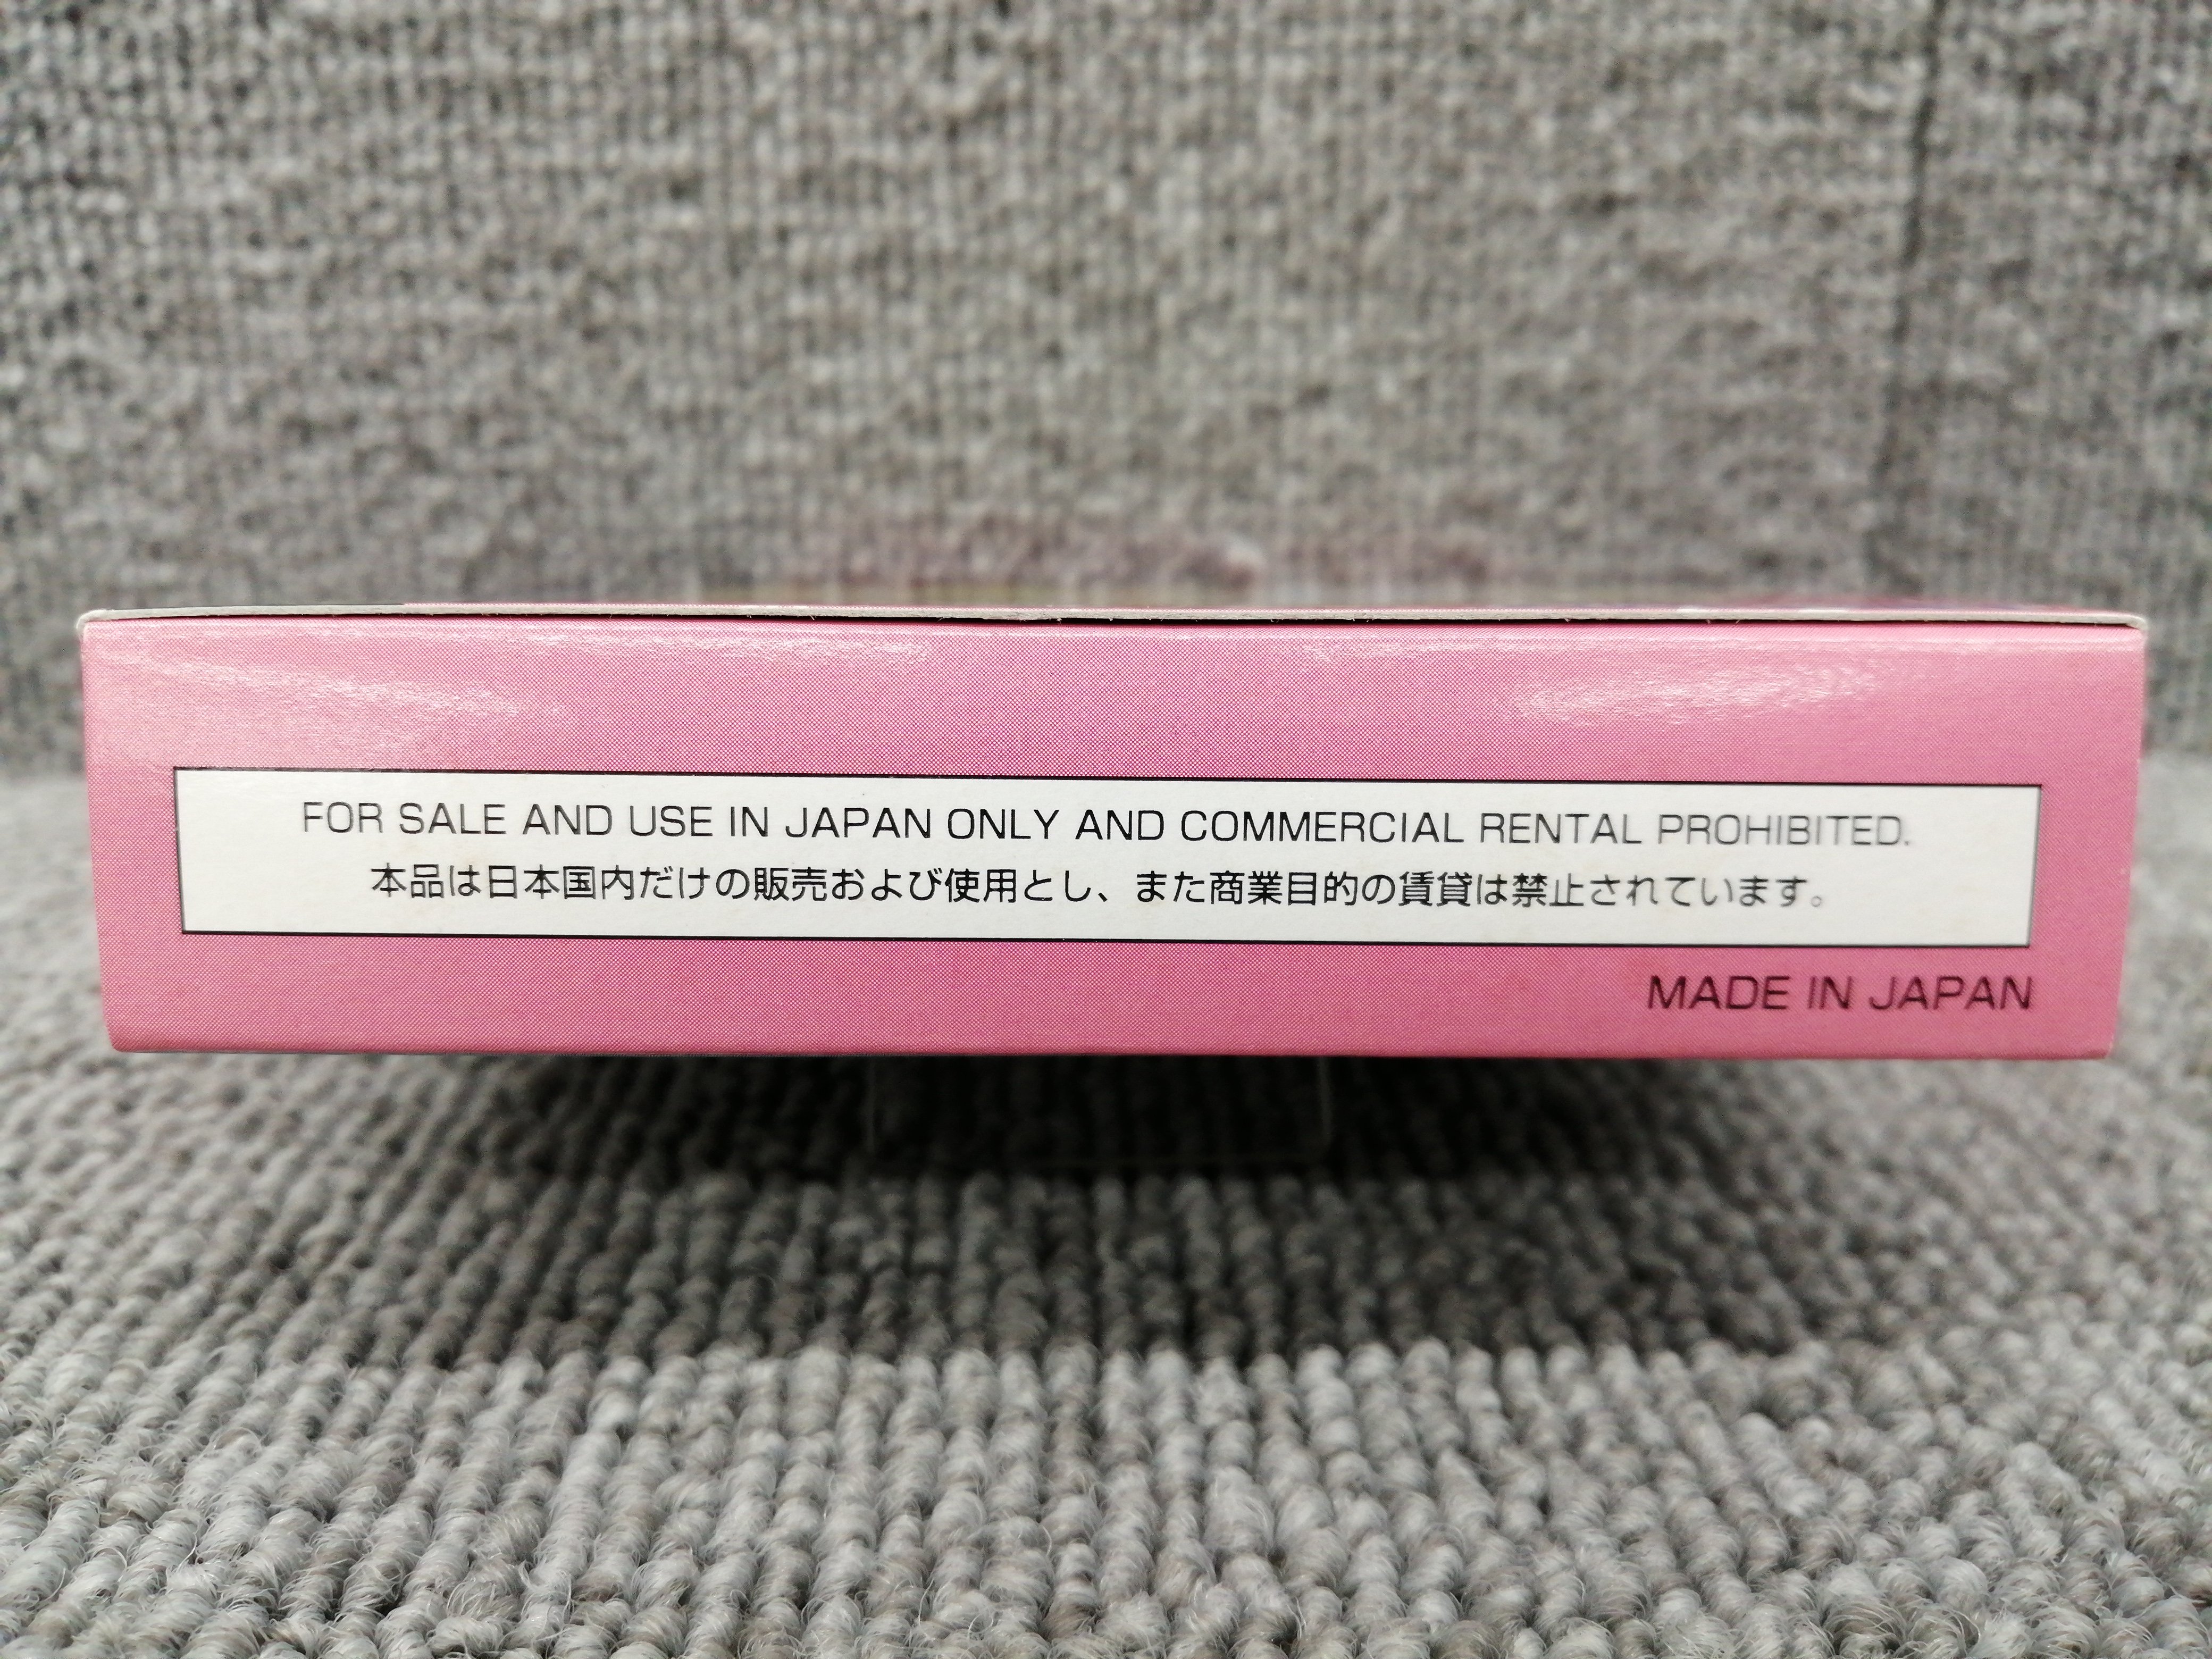 FOR SALE AND USE IN JAPAN ONLY AND COMMERCIAL RENTAL PROHIBITED.
本品は日本国内だけの販売および使用とし、また商業目的の賃貸は禁止されています。
MADE IN JAPAN